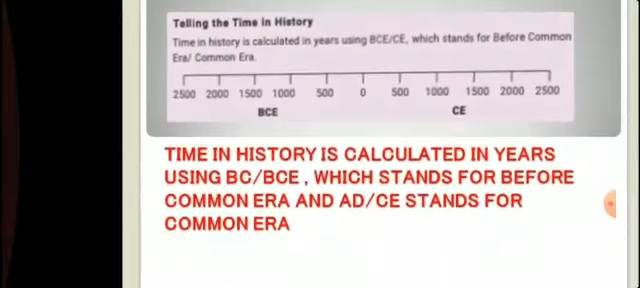 Telling the Time in History
Time in history is calculated in years using BCE/CE, which stands for Before Common
Era/ Common Era.
2500 2000 1500 1000 500 0 500 1000 1500 2000 2500
BCE CE
TIME IN HISTORY IS CALCULATED IN YEARS
USING BC/BCE , WHICH STANDS FOR BEFORE
COMMON ERA AND AD/CE STANDS FOR
COMMON ERA